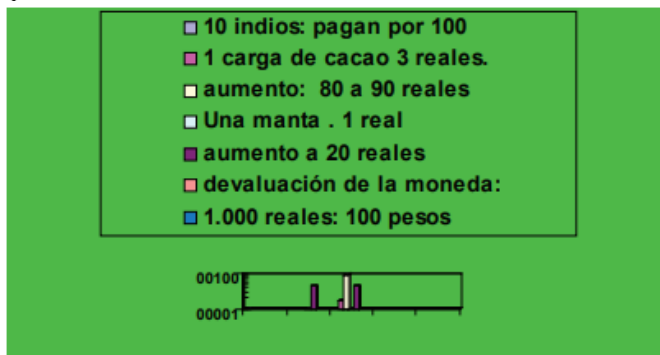 10 indios: pagan por 100
1 carga de cacao 3 reales.
aumento: 80 a 90 reales
Una manta . 1 real
aumento a 20 reales
devaluación de la moneda:
1.000 reales: 100 pesos
00100
00001